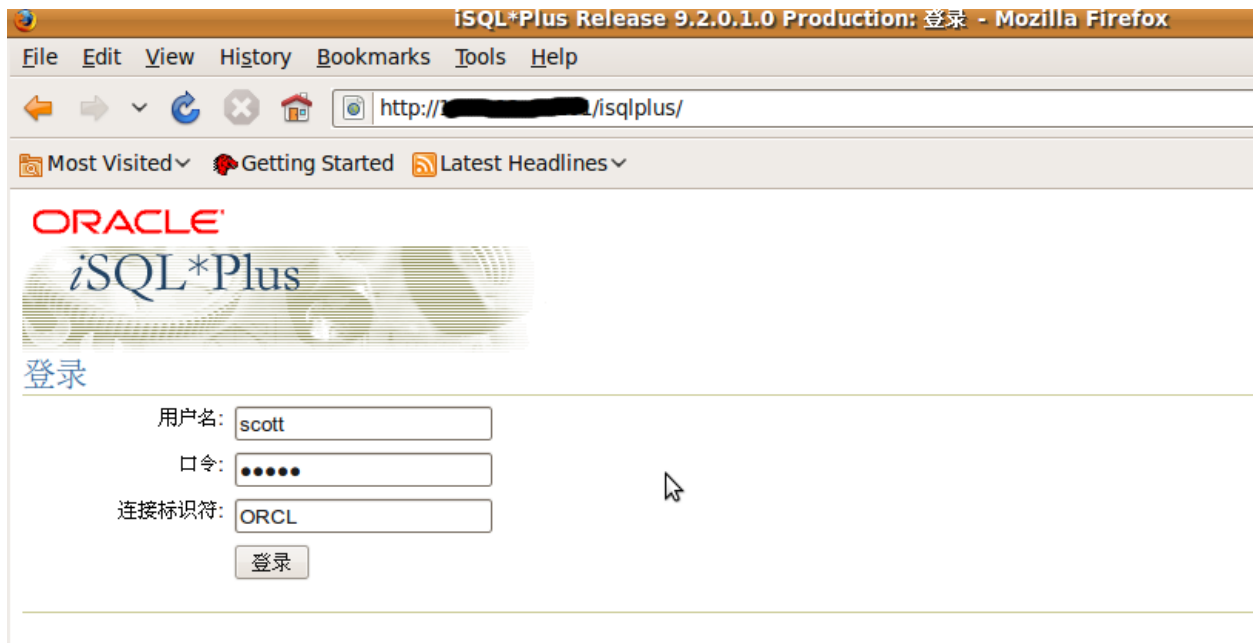 iSQL*Plus Release 9.2.0.1.0 Production: 登录 - Mozilla Firefox
File Edit View History Bookmarks Tools Help
http:///isqlplus/
Most Visited Getting Started Latest Headlines
ORACLE
iSQL*Plus
登录
用户名: scott
口令: •••••
连接标识符: ORCL
登录